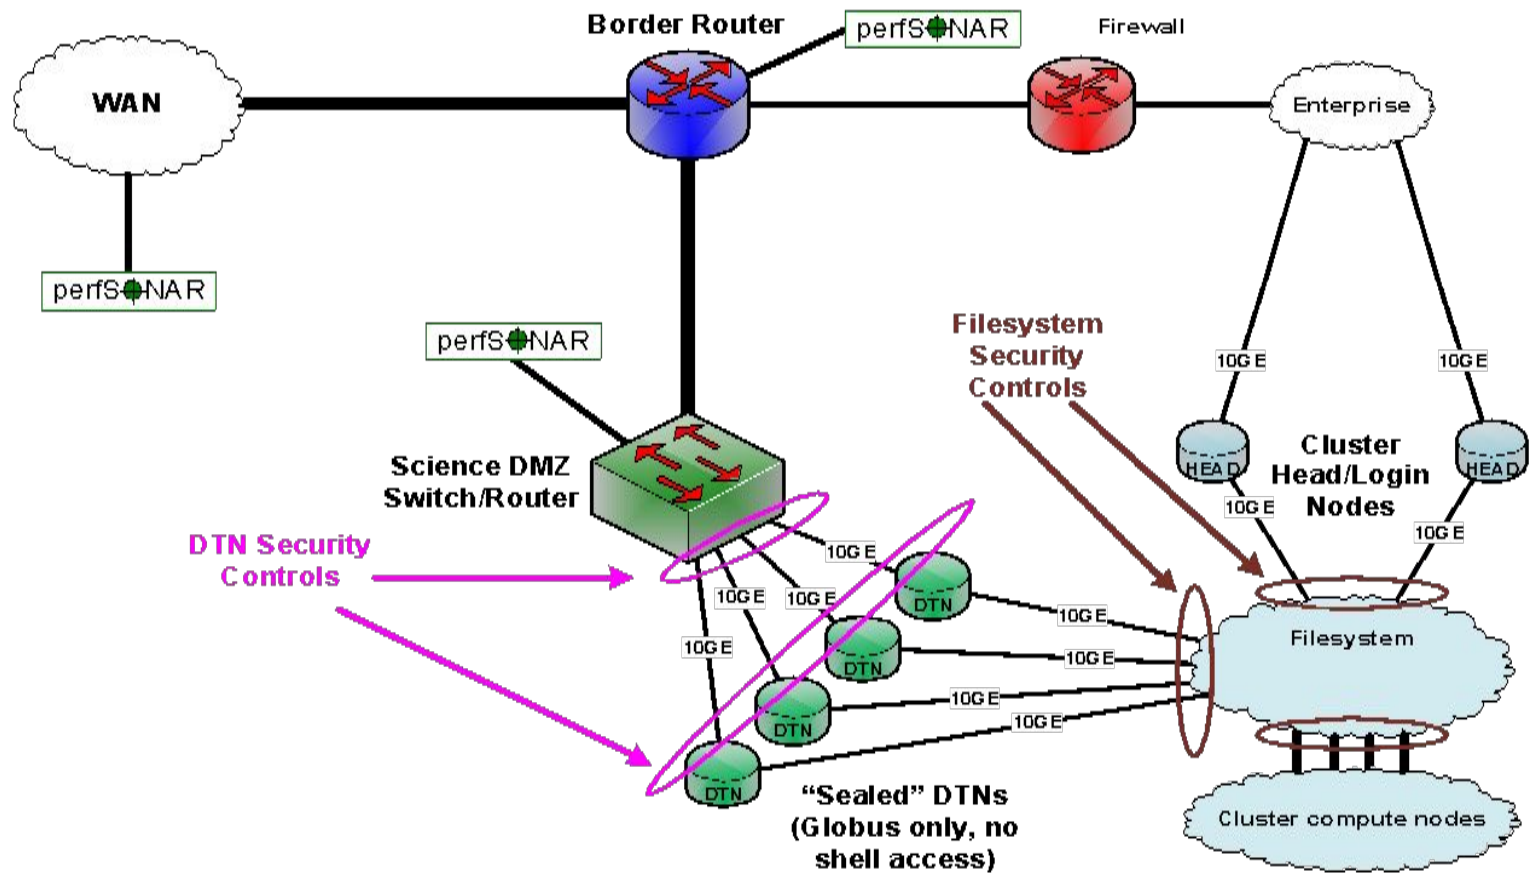 Border Router
perfSONAR
Firewall
WAN
Enterprise
perfSONAR
perfSONAR
Filesystem
Security
Controls
10GE
10GE
Science DMZ
Switch/Router
HEAD
Cluster
Head/Login
Nodes
HEAD
10GE
10GE
DTN Security
Controls
10GE
10GE
10GE
10GE
DTN
DTN
DTN
DTN
10GE
10GE
10GE
10GE
Filesystem
"Sealed" DTNs
(Globus only, no
shell access)
Cluster compute nodes